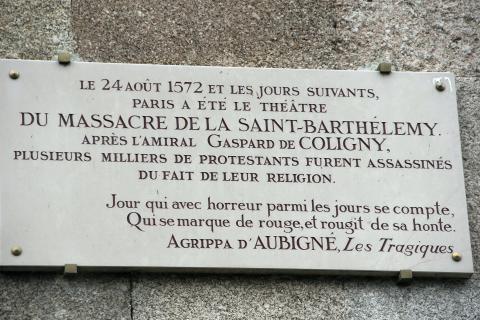 LE 24 AOÛT 1572 ET LES JOURS SUIVANTS,
PARIS A ÉTÉ LE THÉÂTRE
DU MASSACRE DE LA SAINT-BARTHÉLEMY.
APRÈS L'AMIRAL GASPARD DE COLIGNY,
PLUSIEURS MILLIERS DE PROTESTANTS FURENT ASSASSINÉS
DU FAIT DE LEUR RELIGION.
Jour qui avec horreur parmi les jours se compte,
Qui se marque de rouge, et rougit de sa honte.
AGRIPPA D'AUBIGNÉ, Les Tragiques